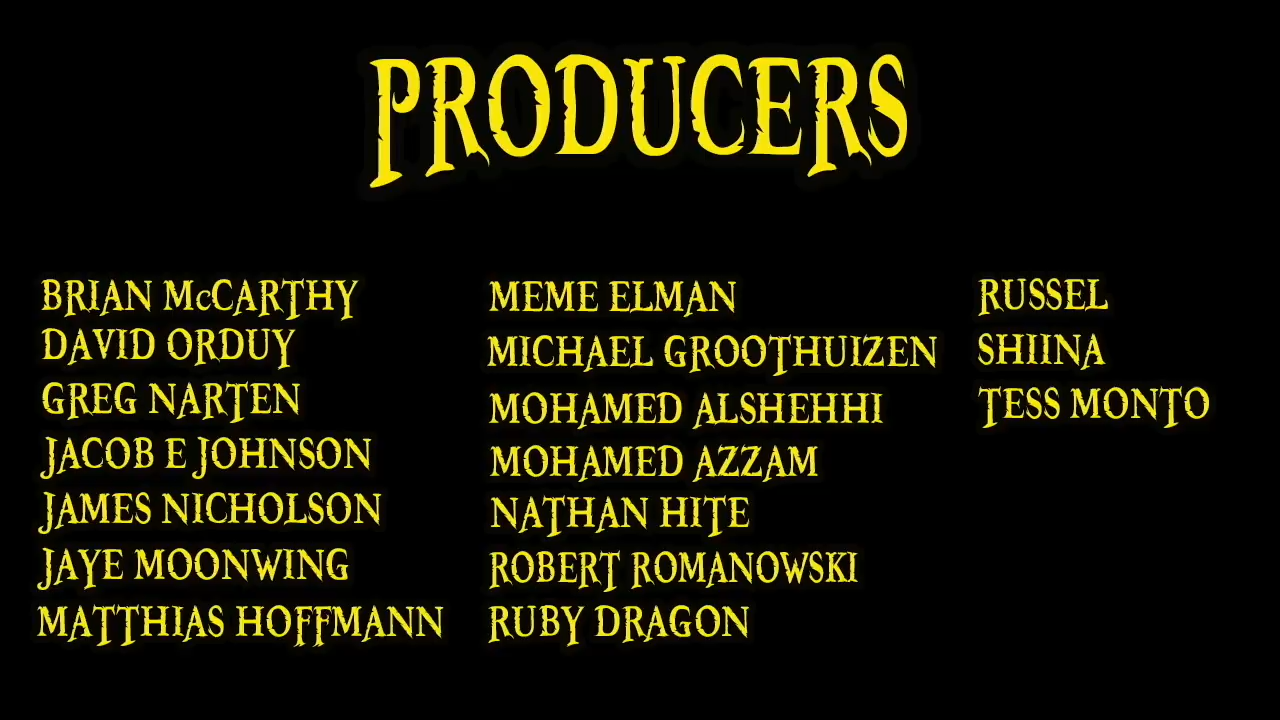 PRODUCERS
BRIAN McCARTHY
DAVID ORDUY
GREG NARTEN
JACOB E JOHNSON
JAMES NICHOLSON
JAYE MOONWING
MATTHIAS HOFFMANN
MEME ELMAN
MICHAEL GROOTHUIZEN
MOHAMED ALSHEHHI
MOHAMED AZZAM
NATHAN HITE
ROBERT ROMANOWSKI
RUBY DRAGON
RUSSEL
SHIINA
TESS MONTO